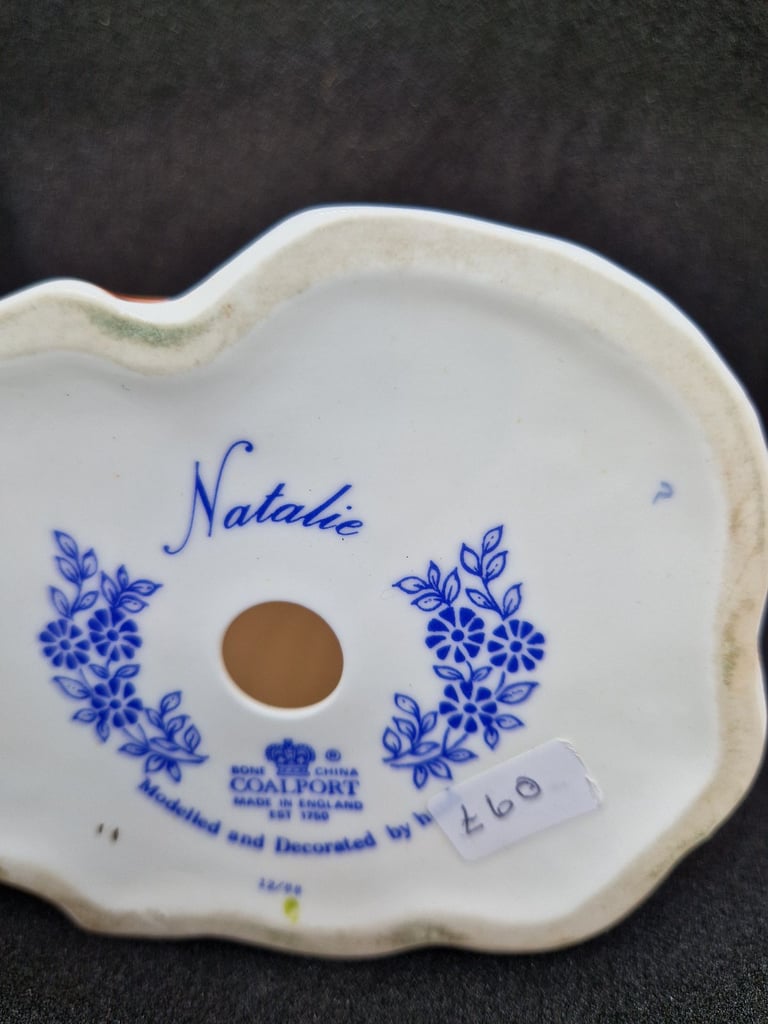 Natalie
®
BONE CHINA
COALPORT
MADE IN ENGLAND
EST 1750
Modelled and Decorated by h
£60